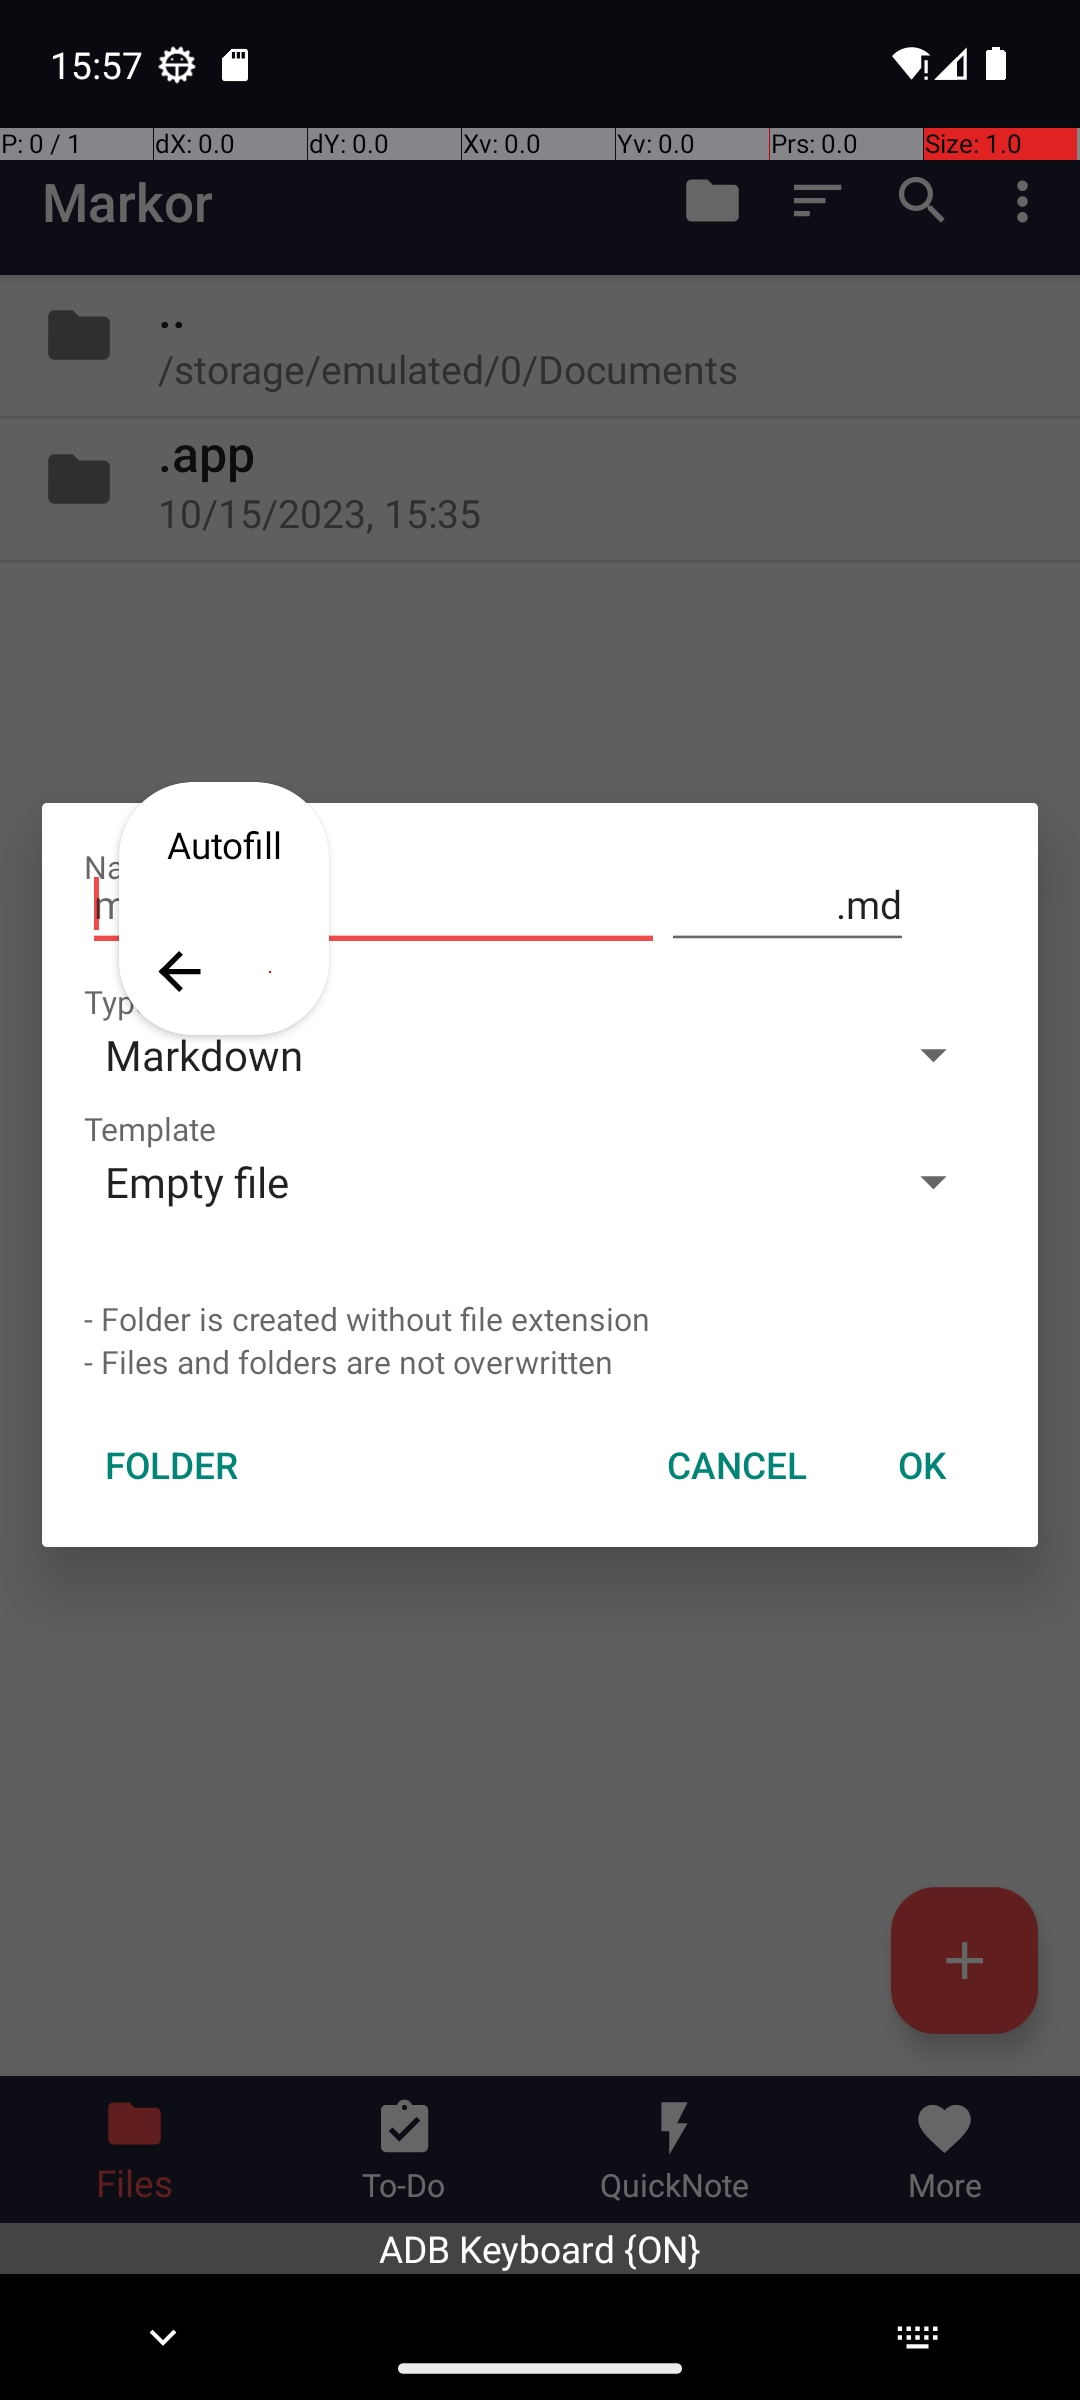 15:57
P: 0 / 1 dX: 0.0 dY: 0.0 Xv: 0.0 Yv: 0.0 Prs: 0.0 Size: 1.0
Markor
..
/storage/emulated/0/Documents
.app
10/15/2023, 15:35
Autofill
.md
Markdown
Template
Empty file
- Folder is created without file extension
- Files and folders are not overwritten
FOLDER CANCEL OK
Files To-Do QuickNote More
ADB Keyboard {ON}